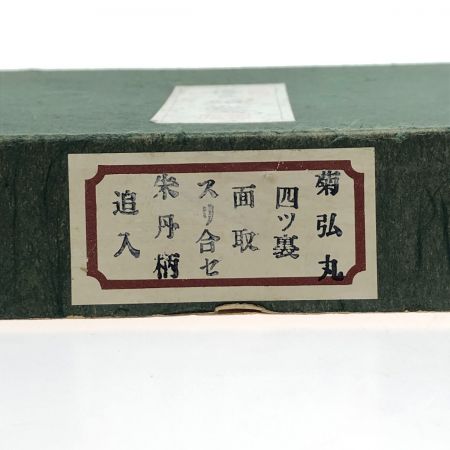 菊弘丸
四ツ裏
面取
スリ合セ
朱丹柄
追入